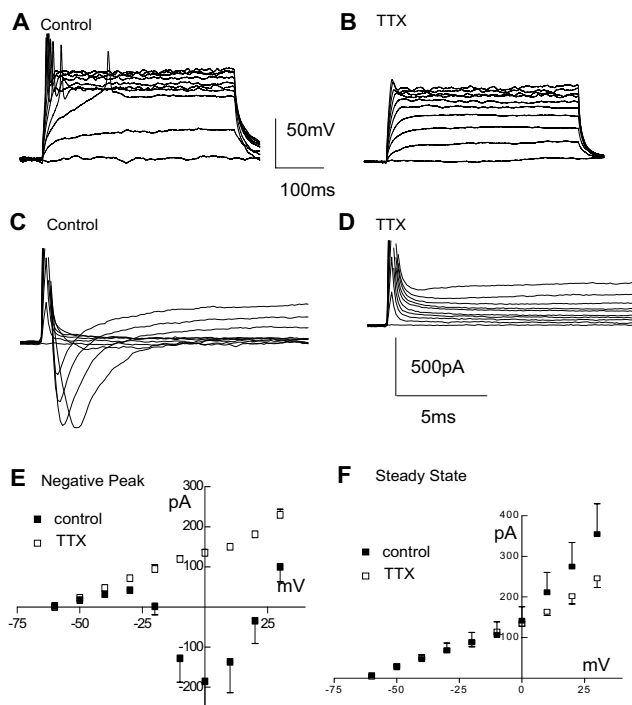 A Control
B TTX
50mV
100ms
C Control
D TTX
500pA
5ms
E Negative Peak
300
pA
control
TTX
200
100
mV
-75 -50 -25 25
-100
-200
F Steady State
400
pA
control
TTX
300
200
100
mV
-75 -50 -25 0 25